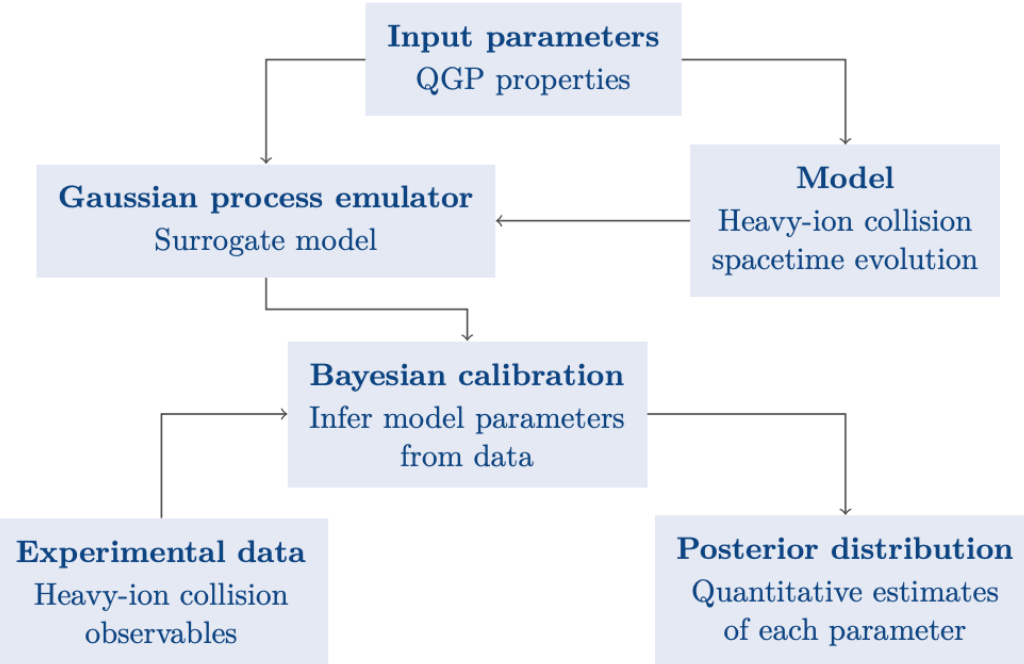 Input parameters
QGP properties
Gaussian process emulator
Surrogate model
Model
Heavy-ion collision
spacetime evolution
Bayesian calibration
Infer model parameters
from data
Experimental data
Heavy-ion collision
observables
Posterior distribution
Quantitative estimates
of each parameter